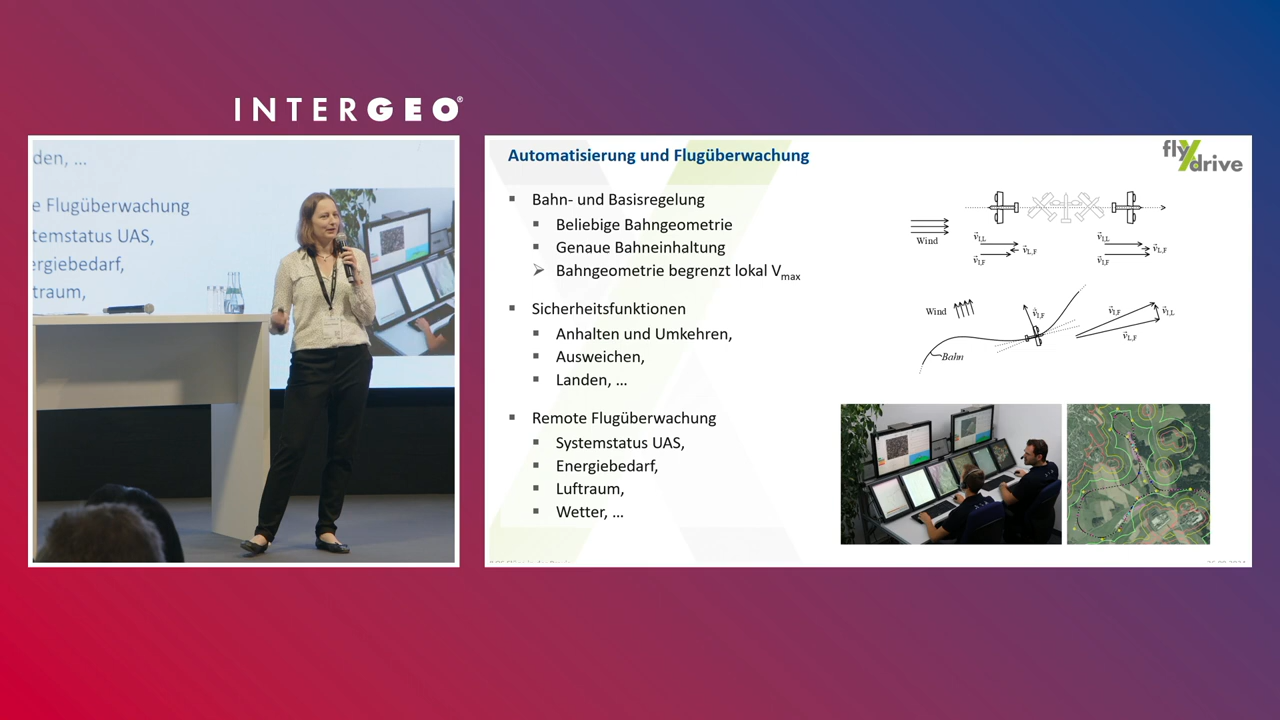 INTERGEO®
den, ...
e Flugüberwachung
temstatus UAS,
ergiebedarf,
traum,
Automatisierung und Flugüberwachung
fly drive
▪ Bahn- und Basisregelung
▪ Beliebige Bahngeometrie
▪ Genaue Bahneinhaltung
➢ Bahngeometrie begrenzt lokal Vmax
▪ Sicherheitsfunktionen
▪ Anhalten und Umkehren,
▪ Ausweichen,
▪ Landen, ...
▪ Remote Flugüberwachung
▪ Systemstatus UAS,
▪ Energiebedarf,
▪ Luftraum,
▪ Wetter, ...
Wind
v⃗I,L
v⃗L,F
v⃗I,F
v⃗I,L
v⃗L,F
v⃗I,F
Wind
v⃗I,F
v⃗I,F
v⃗I,L
v⃗L,F
Bahn